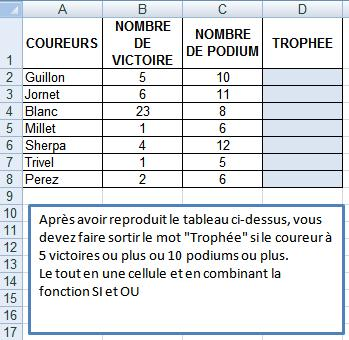 A B C D
1 COUREURS NOMBRE DE VICTOIRE NOMBRE DE PODIUM TROPHEE
2 Guillon 5 10
3 Jornet 6 11
4 Blanc 23 8
5 Millet 1 6
6 Sherpa 4 12
7 Trivel 1 5
8 Perez 2 6
9
10
11
12
13
14
15
16
17
Après avoir reproduit le tableau ci-dessus, vous
devez faire sortir le mot "Trophée" si le coureur à
5 victoires ou plus ou 10 podiums ou plus.
Le tout en une cellule et en combinant la
fonction SI et OU